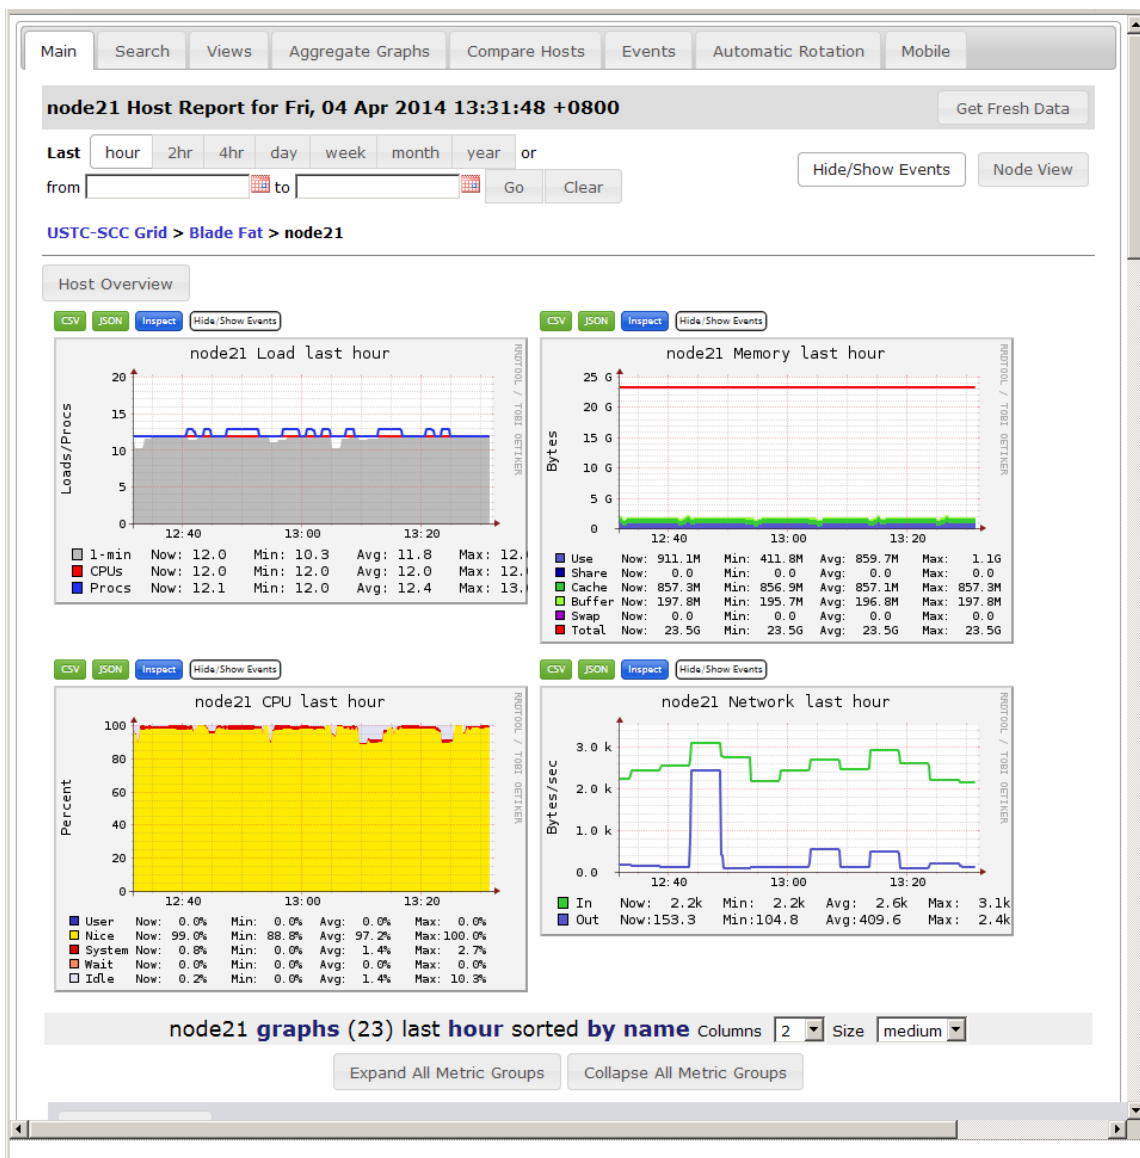 Main Search Views Aggregate Graphs Compare Hosts Events Automatic Rotation Mobile
node21 Host Report for Fri, 04 Apr 2014 13:31:48 +0800 Get Fresh Data
Last hour 2hr 4hr day week month year or
from to Go Clear
Hide/Show Events Node View
USTC-SCC Grid > Blade Fat > node21
Host Overview
CSV JSON Inspect Hide/Show Events
node21 Load last hour
RRDTOOL / TOBI OETIKER
Loads/Procs
20
15
10
5
0
12:40 13:00 13:20
1-min Now: 12.0 Min: 10.3 Avg: 11.8 Max: 12.
CPUs Now: 12.0 Min: 12.0 Avg: 12.0 Max: 12.
Procs Now: 12.1 Min: 12.0 Avg: 12.4 Max: 13.
CSV JSON Inspect Hide/Show Events
node21 Memory last hour
RRDTOOL / TOBI OETIKER
Bytes
25 G
20 G
15 G
10 G
5 G
0
12:40 13:00 13:20
Use Now: 911.1M Min: 411.8M Avg: 859.7M Max: 1.1G
Share Now: 0.0 Min: 0.0 Avg: 0.0 Max: 0.0
Cache Now: 857.3M Min: 856.9M Avg: 857.1M Max: 857.3M
Buffer Now: 197.8M Min: 195.7M Avg: 196.8M Max: 197.8M
Swap Now: 0.0 Min: 0.0 Avg: 0.0 Max: 0.0
Total Now: 23.5G Min: 23.5G Avg: 23.5G Max: 23.5G
CSV JSON Inspect Hide/Show Events
node21 CPU last hour
RRDTOOL / TOBI OETIKER
Percent
100
80
60
40
20
0
12:40 13:00 13:20
User Now: 0.0% Min: 0.0% Avg: 0.0% Max: 0.0%
Nice Now: 99.0% Min: 88.8% Avg: 97.2% Max:100.0%
System Now: 0.8% Min: 0.0% Avg: 1.4% Max: 2.7%
Wait Now: 0.0% Min: 0.0% Avg: 0.0% Max: 0.0%
Idle Now: 0.2% Min: 0.0% Avg: 1.4% Max: 10.3%
CSV JSON Inspect Hide/Show Events
node21 Network last hour
RRDTOOL / TOBI OETIKER
Bytes/sec
3.0 k
2.0 k
1.0 k
0.0
12:40 13:00 13:20
In Now: 2.2k Min: 2.2k Avg: 2.6k Max: 3.1k
Out Now:153.3 Min:104.8 Avg:409.6 Max: 2.4k
node21 graphs (23) last hour sorted by name Columns 2 Size medium
Expand All Metric Groups Collapse All Metric Groups